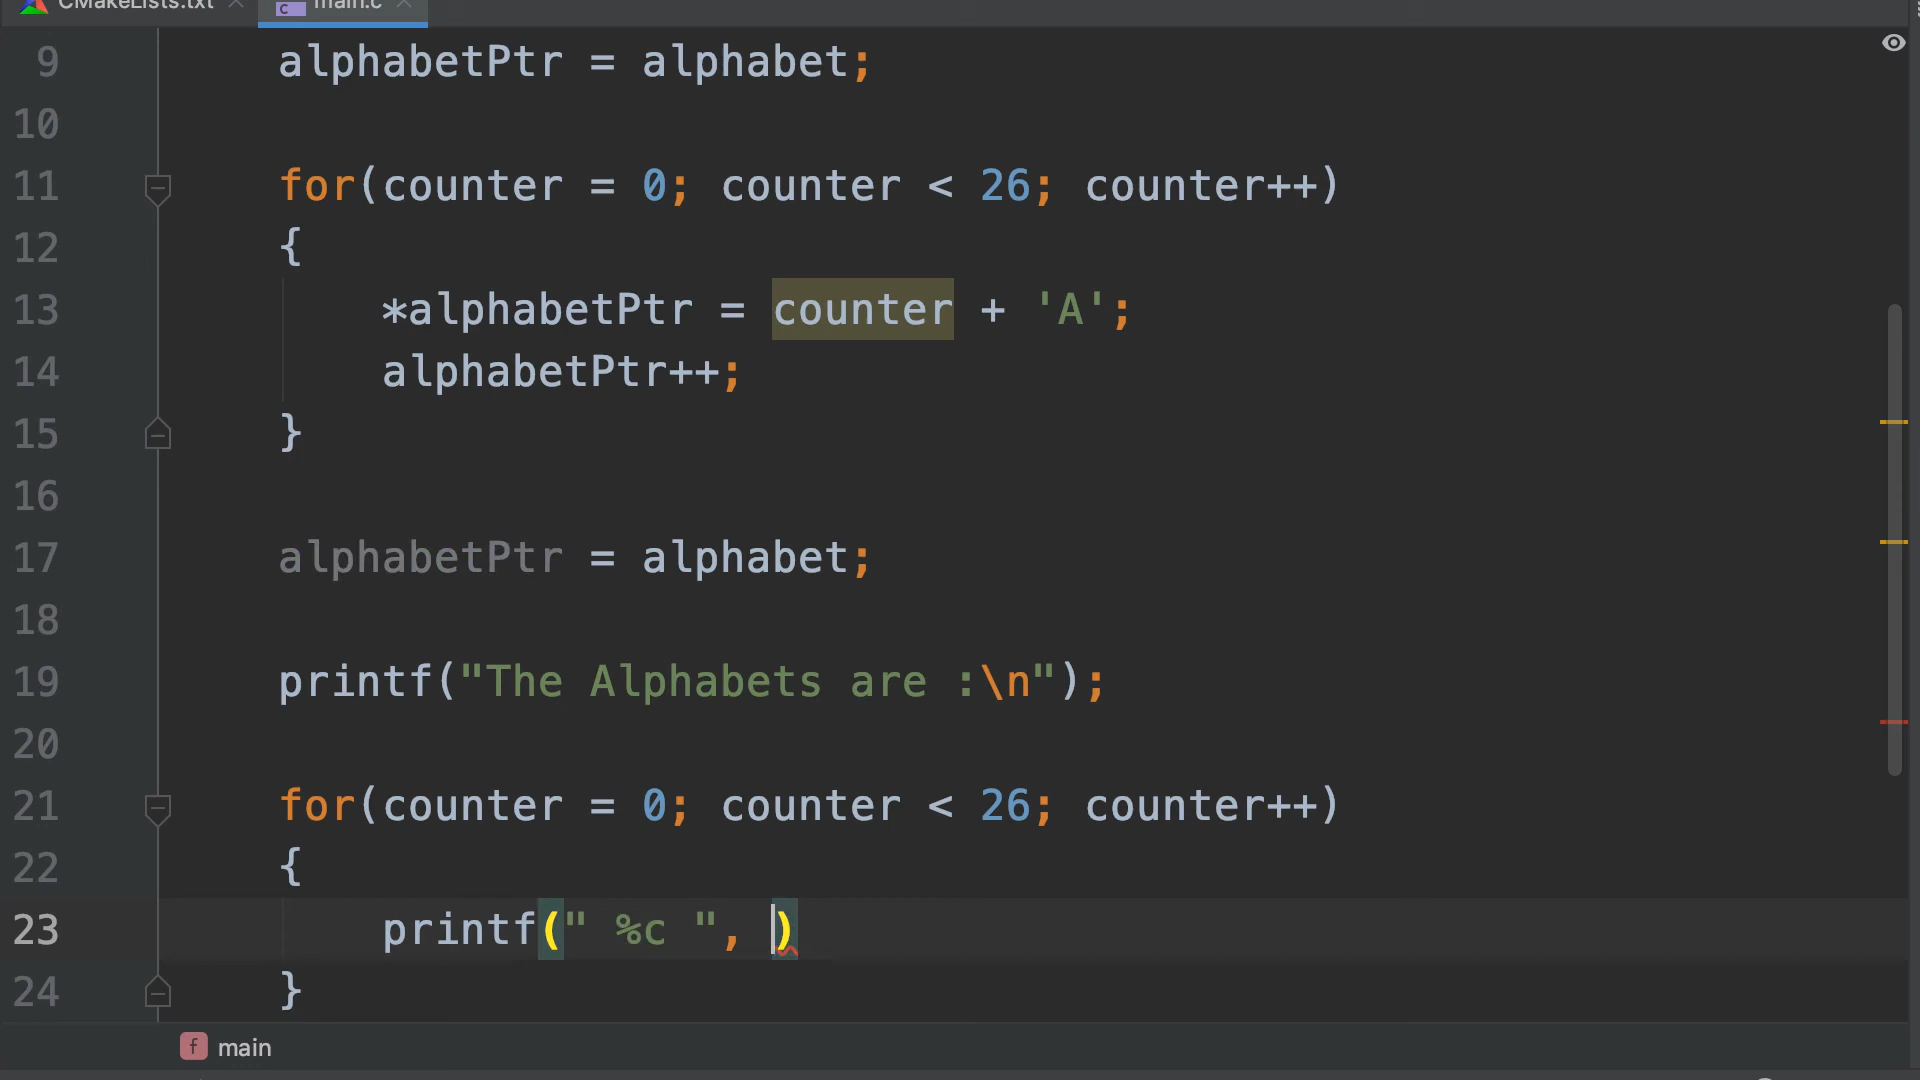 CMakeLists.txt main.c
9 alphabetPtr = alphabet;
10
11 for(counter = 0; counter < 26; counter++)
12 {
13 *alphabetPtr = counter + 'A';
14 alphabetPtr++;
15 }
16
17 alphabetPtr = alphabet;
18
19 printf("The Alphabets are :\n");
20
21 for(counter = 0; counter < 26; counter++)
22 {
23 printf(" %c ", )
24 }
f main